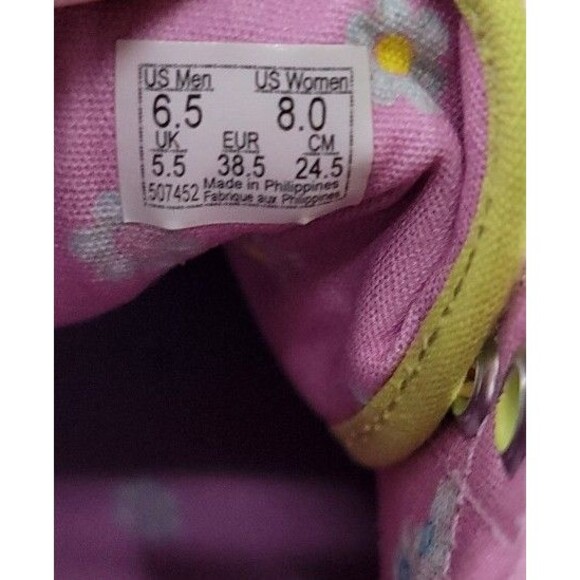 US Men US Women
6.5 8.0
UK EUR CM
5.5 38.5 24.5
507452 Made in Philippines
Fabrique aux Philippines